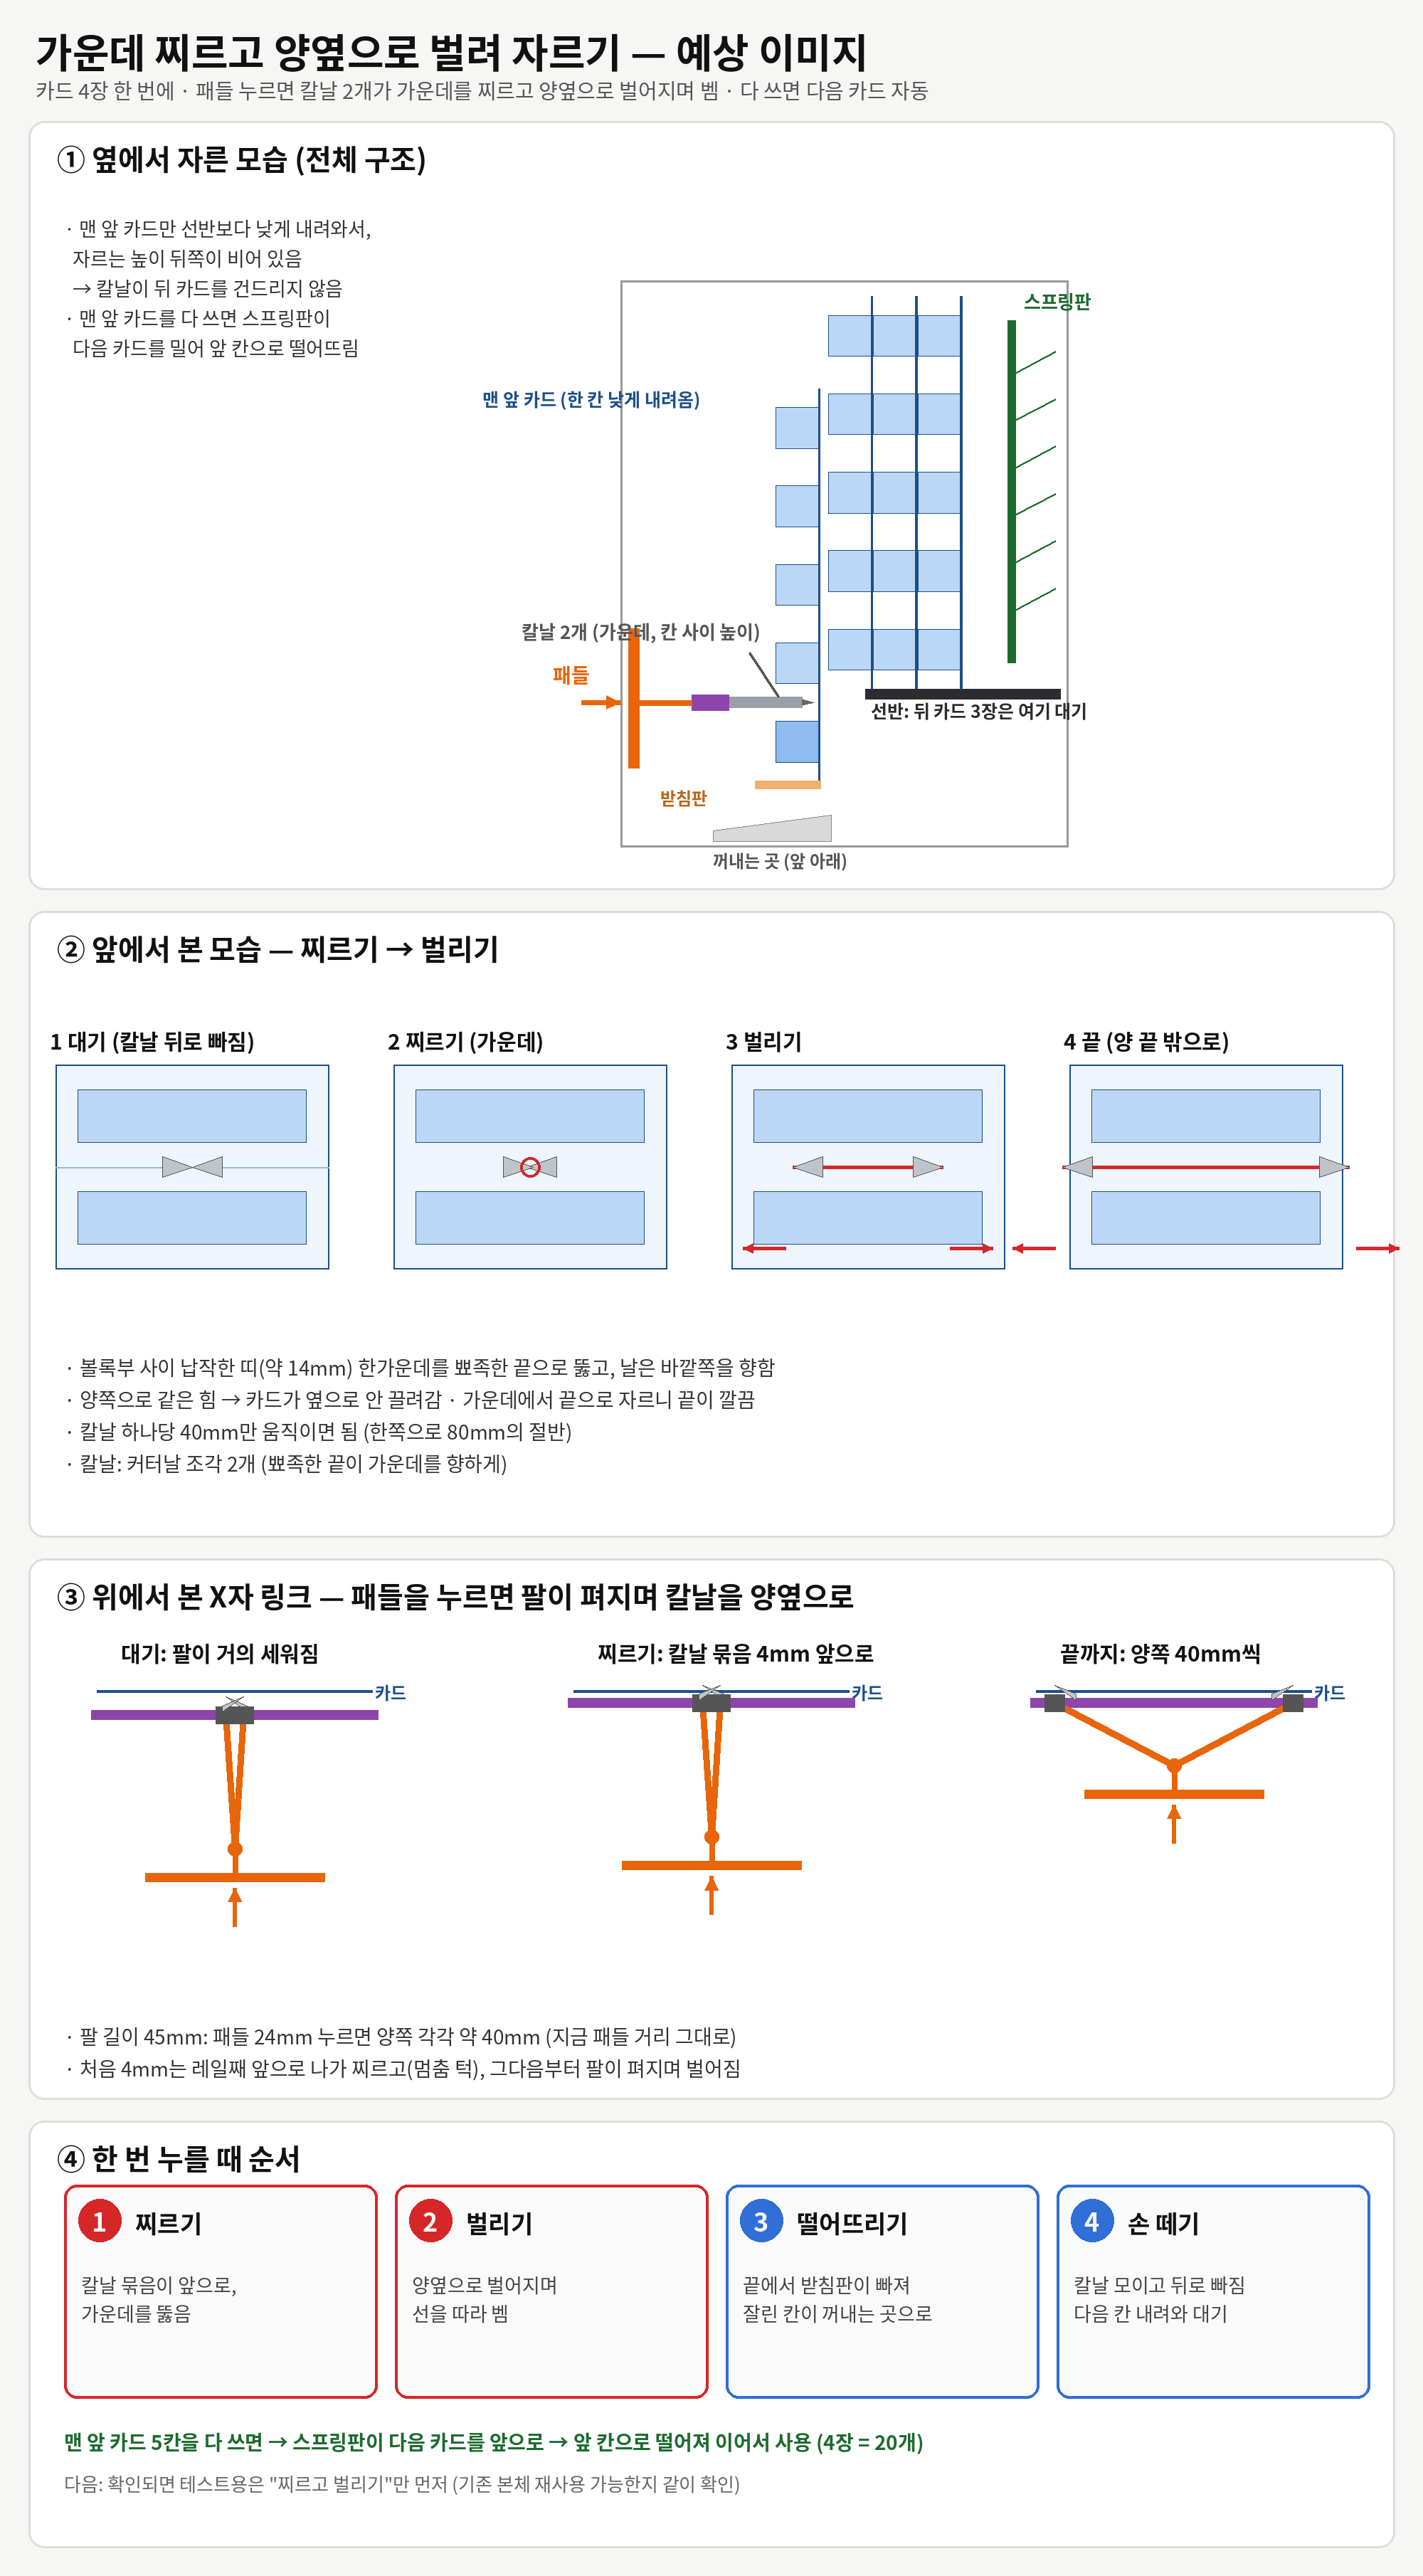 가운데 찌르고 양옆으로 벌려 자르기 — 예상 이미지
카드 4장 한 번에 · 패들 누르면 칼날 2개가 가운데를 찌르고 양옆으로 벌어지며 벰 · 다 쓰면 다음 카드 자동
① 옆에서 자른 모습 (전체 구조)
· 맨 앞 카드만 선반보다 낮게 내려와서,
자르는 높이 뒤쪽이 비어 있음
→ 칼날이 뒤 카드를 건드리지 않음
· 맨 앞 카드를 다 쓰면 스프링판이
다음 카드를 밀어 앞 칸으로 떨어뜨림
스프링판
맨 앞 카드 (한 칸 낮게 내려옴)
칼날 2개 (가운데, 칸 사이 높이)
패들
선반: 뒤 카드 3장은 여기 대기
받침판
꺼내는 곳 (앞 아래)
② 앞에서 본 모습 — 찌르기 → 벌리기
1 대기 (칼날 뒤로 빠짐)
2 찌르기 (가운데)
3 벌리기
4 끝 (양 끝 밖으로)
· 볼록부 사이 납작한 띠(약 14mm) 한가운데를 뾰족한 끝으로 뚫고, 날은 바깥쪽을 향함
· 양쪽으로 같은 힘 → 카드가 옆으로 안 끌려감 · 가운데에서 끝으로 자르니 끝이 깔끔
· 칼날 하나당 40mm만 움직이면 됨 (한쪽으로 80mm의 절반)
· 칼날: 커터날 조각 2개 (뾰족한 끝이 가운데를 향하게)
③ 위에서 본 X자 링크 — 패들을 누르면 팔이 펴지며 칼날을 양옆으로
대기: 팔이 거의 세워짐
찌르기: 칼날 묶음 4mm 앞으로
끝까지: 양쪽 40mm씩
카드
카드
카드
· 팔 길이 45mm: 패들 24mm 누르면 양쪽 각각 약 40mm (지금 패들 거리 그대로)
· 처음 4mm는 레일째 앞으로 나가 찌르고(멈춤 턱), 그다음부터 팔이 펴지며 벌어짐
④ 한 번 누를 때 순서
1 찌르기
칼날 묶음이 앞으로,
가운데를 뚫음
2 벌리기
양옆으로 벌어지며
선을 따라 벰
3 떨어뜨리기
끝에서 받침판이 빠져
잘린 칸이 꺼내는 곳으로
4 손 떼기
칼날 모이고 뒤로 빠짐
다음 칸 내려와 대기
맨 앞 카드 5칸을 다 쓰면 → 스프링판이 다음 카드를 앞으로 → 앞 칸으로 떨어져 이어서 사용 (4장 = 20개)
다음: 확인되면 테스트용은 "찌르고 벌리기"만 먼저 (기존 본체 재사용 가능한지 같이 확인)